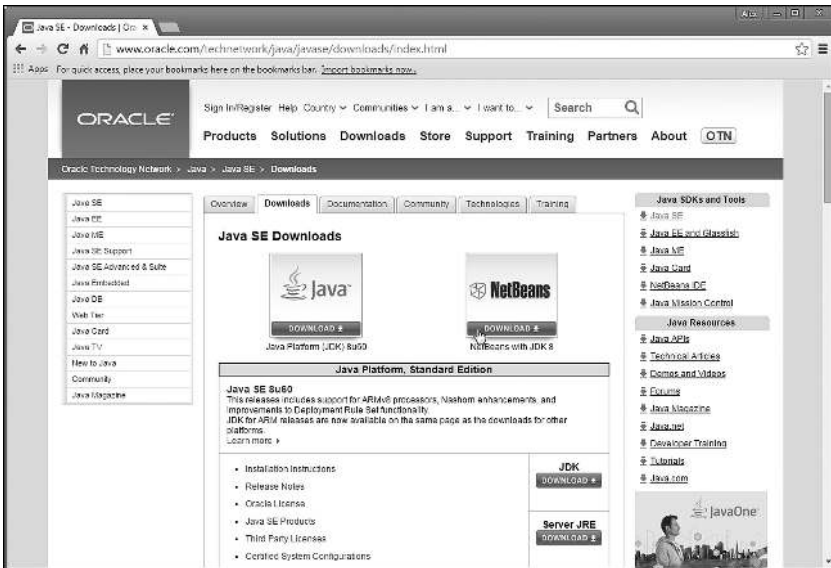 Alex
Java SE - Downloads | Or
www.oracle.com/technetwork/java/javase/downloads/index.html
Apps For quick access, place your bookmarks here on the bookmarks bar. Import bookmarks now...
ORACLE
Sign In/Register Help Country Communities I am a... I want to... Search
Products Solutions Downloads Store Support Training Partners About OTN
Oracle Technology Network > Java > Java SE > Downloads
Java SE
Java EE
Java ME
Java SE Support
Java SE Advanced & Suite
Java Embedded
Java DB
Web Tier
Java Card
Java TV
New to Java
Community
Java Magazine
Overview Downloads Documentation Community Technologies Training
Java SE Downloads
Java
DOWNLOAD
Java Platform (JDK) 8u60
NetBeans
DOWNLOAD
NetBeans with JDK 8
Java Platform, Standard Edition
Java SE 8u60
This releases includes support for ARMv8 processors, Nashorn enhancements, and
improvements to Deployment Rule Set functionality.
JDK for ARM releases are now available on the same page as the downloads for other
platforms.
Learn more
Installation Instructions
Release Notes
Oracle License
Java SE Products
Third Party Licenses
Certified System Configurations
JDK
DOWNLOAD
Server JRE
DOWNLOAD
Java SDKs and Tools
Java SE
Java EE and Glassfish
Java ME
Java Card
NetBeans IDE
Java Mission Control
Java Resources
Java APIs
Technical Articles
Demos and Videos
Forums
Java Magazine
Java.net
Developer Training
Tutorials
Java.com
JavaOne